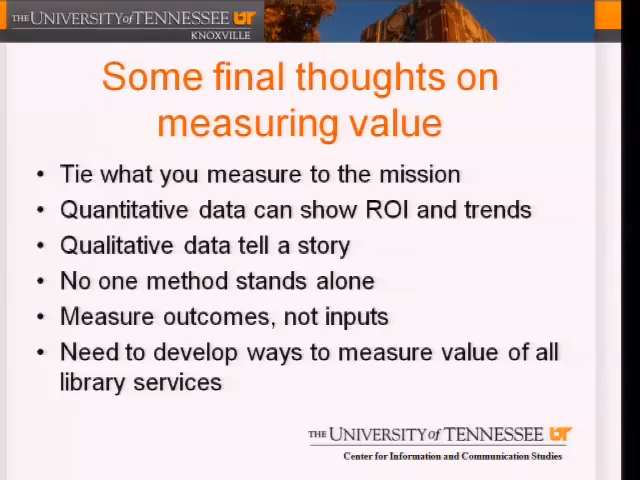 THE UNIVERSITY of TENNESSEE UT
KNOXVILLE
Some final thoughts on
measuring value
• Tie what you measure to the mission
• Quantitative data can show ROI and trends
• Qualitative data tell a story
• No one method stands alone
• Measure outcomes, not inputs
• Need to develop ways to measure value of all
library services
THE UNIVERSITY of TENNESSEE UT
Center for Information and Communication Studies